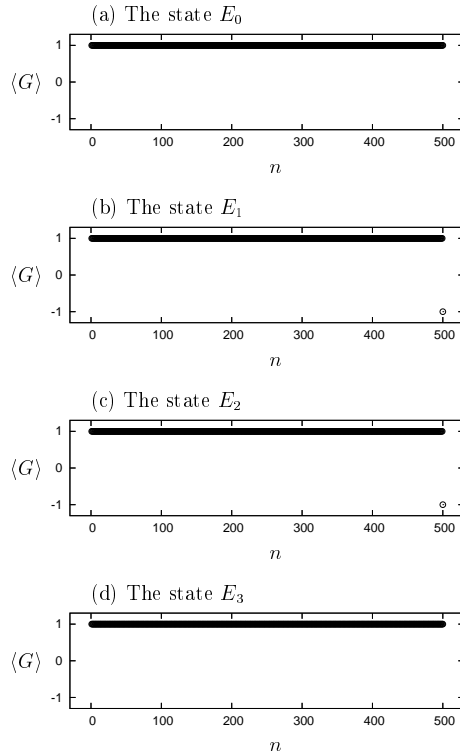 (a) The state E₀
1
⟨G⟩ 0
-1
0 100 200 300 400 500
n
(b) The state E₁
1
⟨G⟩ 0
-1
0 100 200 300 400 500
n
(c) The state E₂
1
⟨G⟩ 0
-1
0 100 200 300 400 500
n
(d) The state E₃
1
⟨G⟩ 0
-1
0 100 200 300 400 500
n